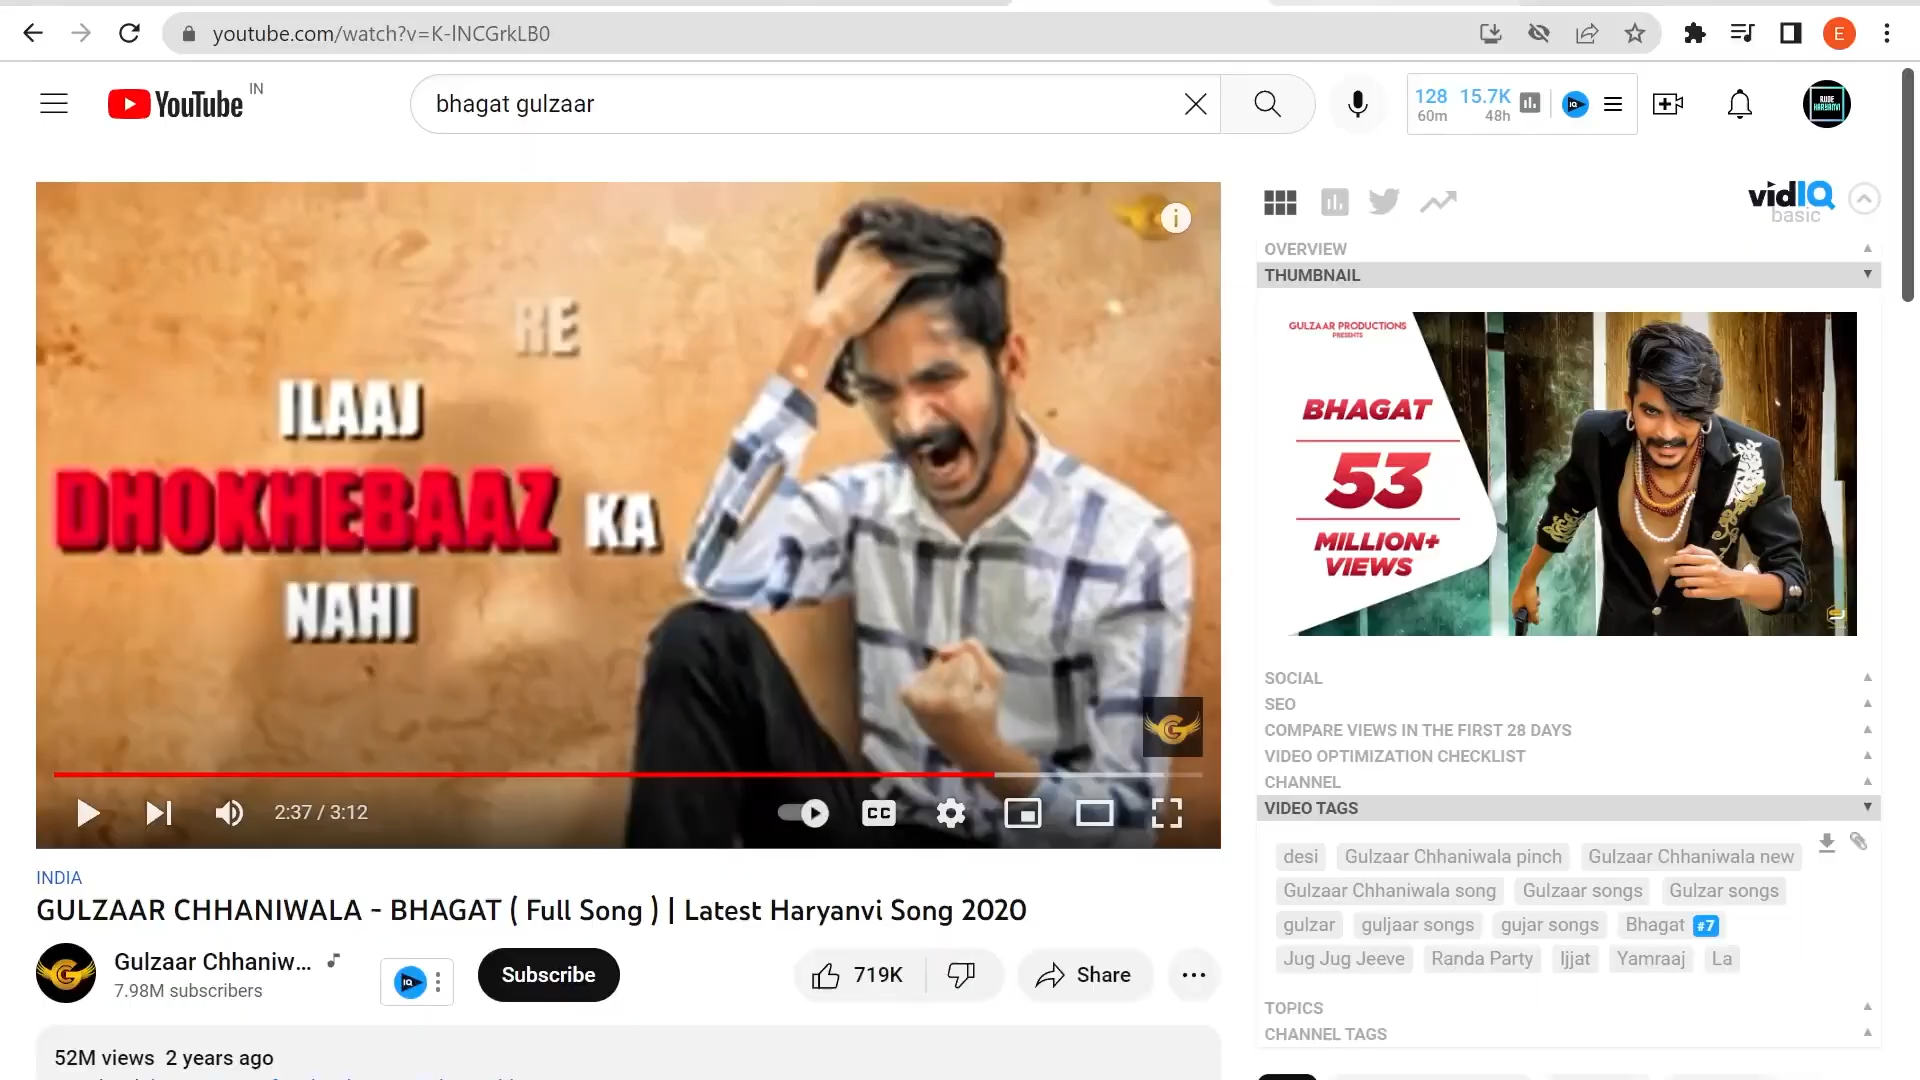 youtube.com/watch?v=K-lNCGrkLB0
YouTube IN
bhagat gulzaar
128 15.7K
60m 48h
RUDE
HARYANVI
RE
ILAAJ
DHOKHEBAAZ KA
NAHI
2:37 / 3:12
CC
INDIA
GULZAAR CHHANIWALA - BHAGAT ( Full Song ) | Latest Haryanvi Song 2020
Gulzaar Chhaniw...
7.98M subscribers
Subscribe
719K
Share
52M views 2 years ago
vidIQ
basic
OVERVIEW
THUMBNAIL
GULZAAR PRODUCTIONS
PRESENTS
BHAGAT
53
MILLION+
VIEWS
SOCIAL
SEO
COMPARE VIEWS IN THE FIRST 28 DAYS
VIDEO OPTIMIZATION CHECKLIST
CHANNEL
VIDEO TAGS
desi Gulzaar Chhaniwala pinch Gulzaar Chhaniwala new
Gulzaar Chhaniwala song Gulzaar songs Gulzar songs
gulzar guljaar songs gujar songs Bhagat #7
Jug Jug Jeeve Randa Party Ijjat Yamraaj La
TOPICS
CHANNEL TAGS